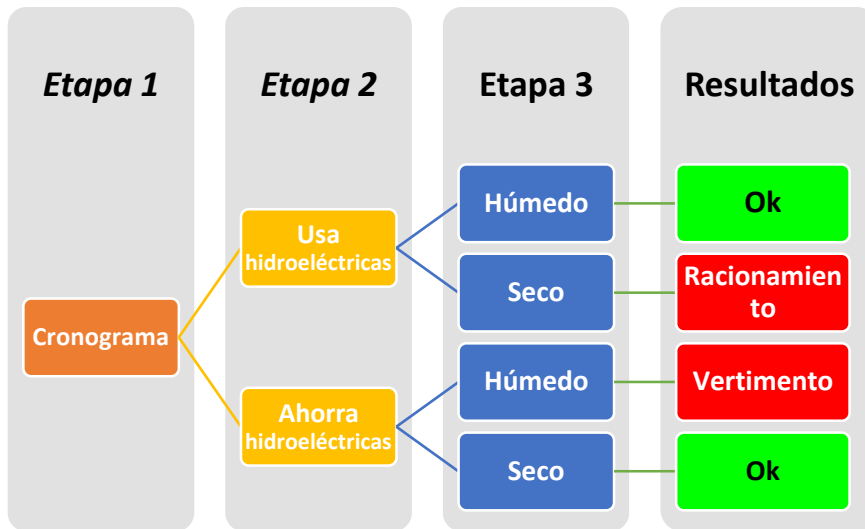 Etapa 1
Etapa 2
Etapa 3
Resultados
Cronograma
Usa
hidroeléctricas
Ahorra
hidroeléctricas
Húmedo
Ok
Seco
Racionamien
to
Húmedo
Vertimento
Seco
Ok